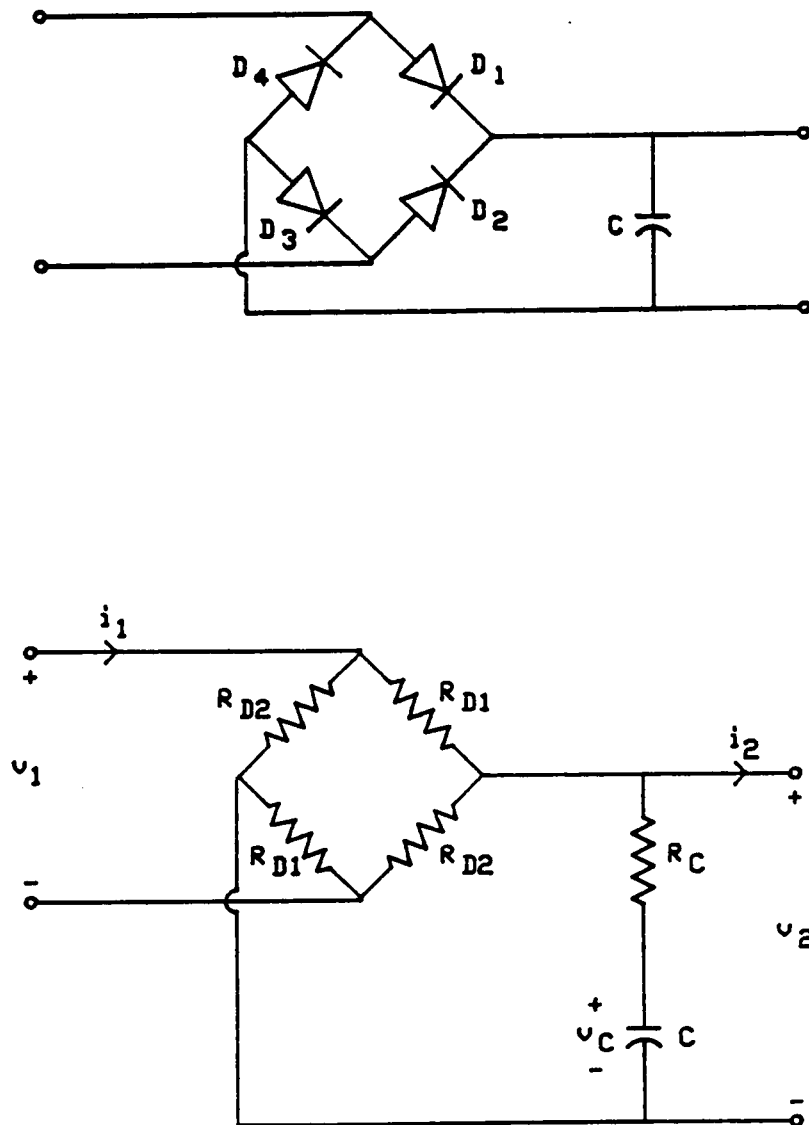 D4
D1
D3
D2
C
i1
+
RD2
RD1
i2
+
v1
RD1
RD2
RC
-
v2
+
vC
C
-
-